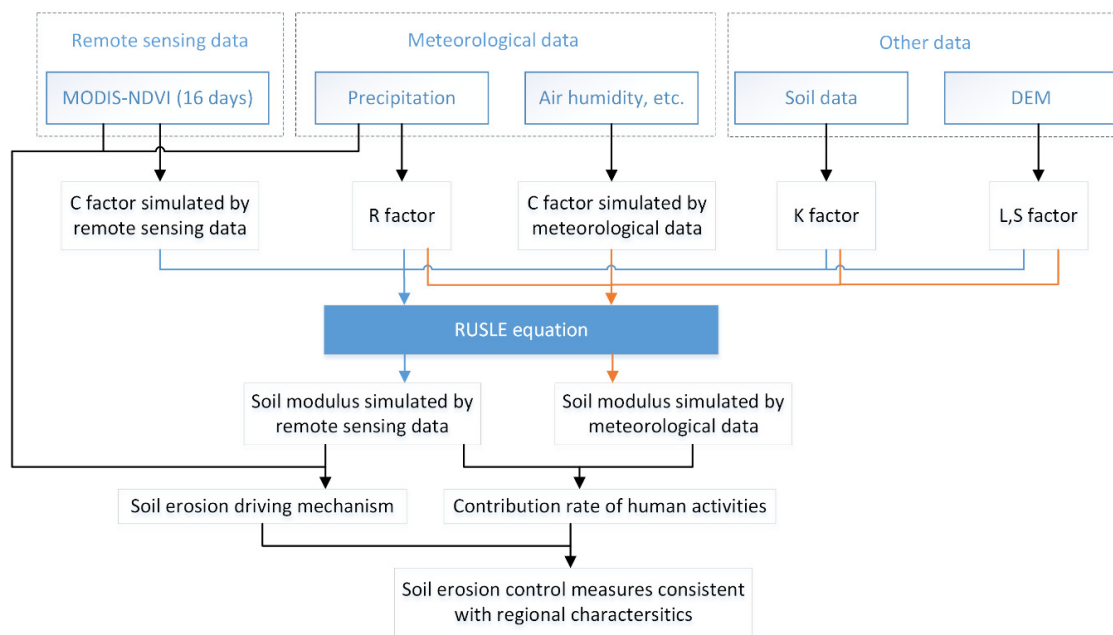 Remote sensing data
Meteorological data
Other data
MODIS-NDVI (16 days)
Precipitation
Air humidity, etc.
Soil data
DEM
C factor simulated by
remote sensing data
R factor
C factor simulated by
meteorological data
K factor
L,S factor
RUSLE equation
Soil modulus simulated by
remote sensing data
Soil modulus simulated by
meteorological data
Soil erosion driving mechanism
Contribution rate of human activities
Soil erosion control measures consistent
with regional charactersitics